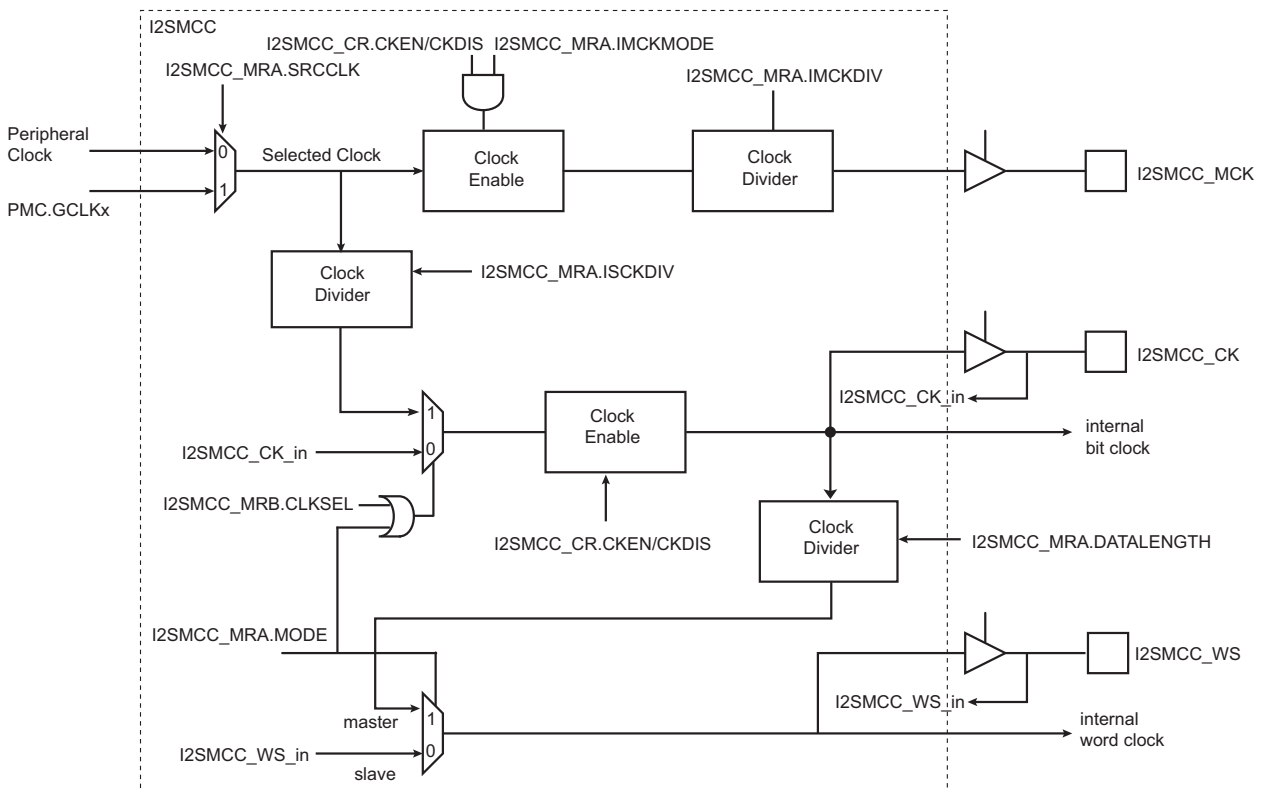 I2SMCC
I2SMCC_CR.CKEN/CKDIS
I2SMCC_MRA.IMCKMODE
I2SMCC_MRA.SRCCLK
I2SMCC_MRA.IMCKDIV
Peripheral
Clock
0
1
PMC.GCLKx
Selected Clock
Clock
Enable
Clock
Divider
I2SMCC_MCK
Clock
Divider
I2SMCC_MRA.ISCKDIV
I2SMCC_CK
I2SMCC_CK_in
1
0
Clock
Enable
internal
bit clock
I2SMCC_CK_in
I2SMCC_MRB.CLKSEL
I2SMCC_CR.CKEN/CKDIS
Clock
Divider
I2SMCC_MRA.DATALENGTH
I2SMCC_MRA.MODE
I2SMCC_WS
I2SMCC_WS_in
master
1
0
internal
word clock
I2SMCC_WS_in
slave